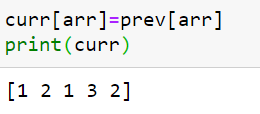 curr[arr]=prev[arr]
print(curr)
[1 2 1 3 2]